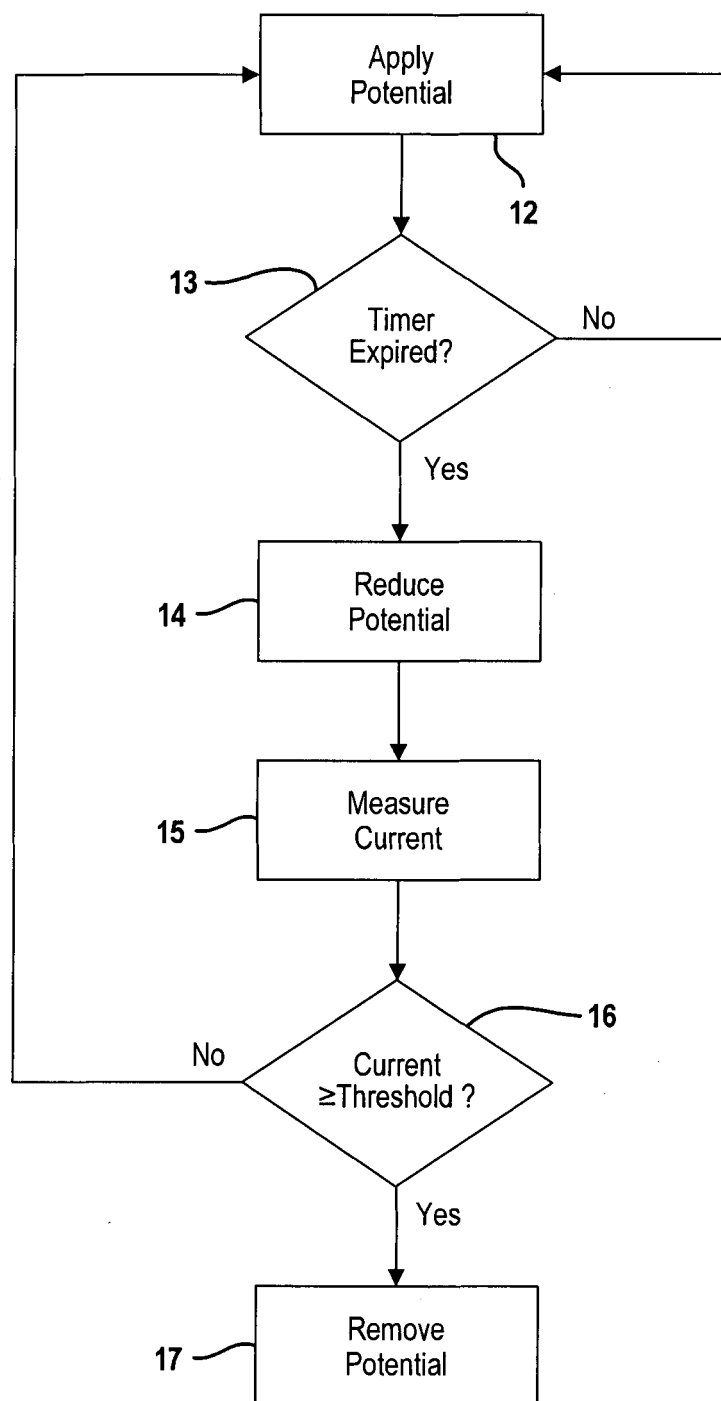 Apply
Potential
12
13
Timer
Expired?
No
Yes
Reduce
Potential
14
Measure
Current
15
16
No
Current
≥Threshold ?
Yes
Remove
Potential
17